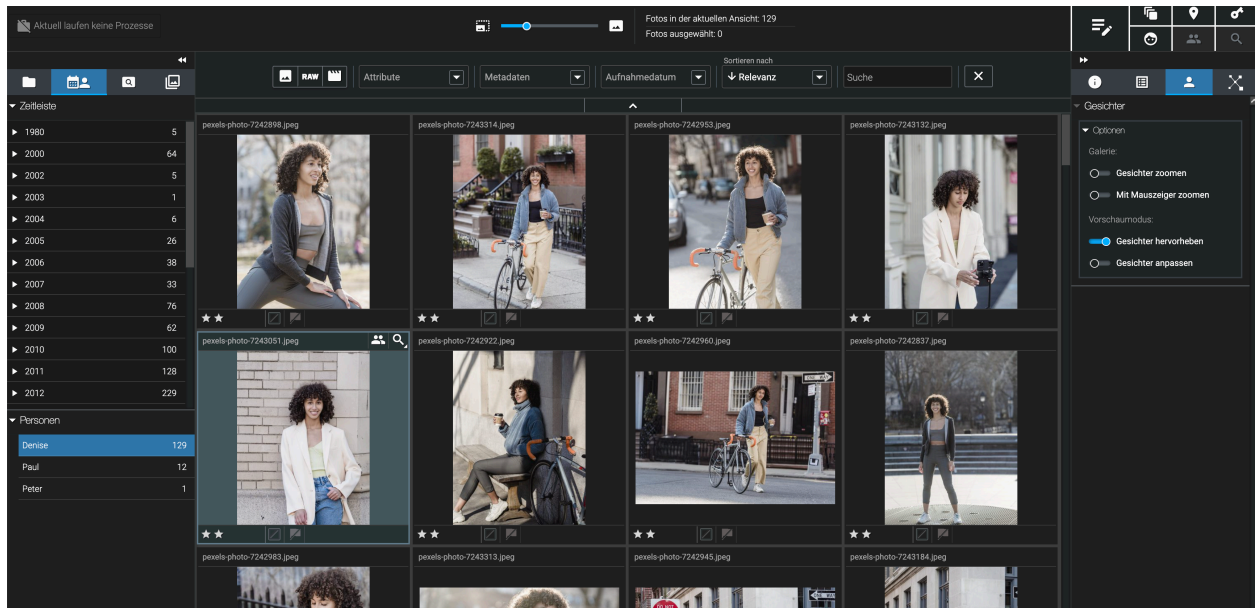 Aktuell laufen keine Prozesse
Fotos in der aktuellen Ansicht: 129
Fotos ausgewählt: 0
RAW
Attribute
Metadaten
Aufnahmedatum
Sortieren nach
Relevanz
Suche
Zeitleiste
1980 5
2000 64
2002 5
2003 1
2004 6
2005 26
2006 38
2007 33
2008 76
2009 62
2010 100
2011 128
2012 229
Personen
Denise 129
Paul 12
Peter 1
pexels-photo-7242898.jpeg
pexels-photo-7243314.jpeg
pexels-photo-7242953.jpeg
pexels-photo-7243132.jpeg
pexels-photo-7243051.jpeg
pexels-photo-7242922.jpeg
pexels-photo-7242960.jpeg
pexels-photo-7242837.jpeg
pexels-photo-7242983.jpeg
pexels-photo-7243313.jpeg
pexels-photo-7242945.jpeg
pexels-photo-7243184.jpeg
Gesichter
Optionen
Galerie:
Gesichter zoomen
Mit Mauszeiger zoomen
Vorschaumodus:
Gesichter hervorheben
Gesichter anpassen